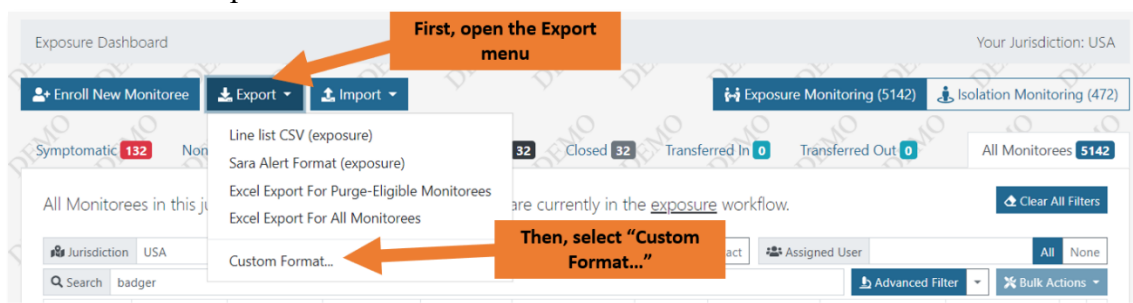 First, open the Export
menu
Exposure Dashboard
Your Jurisdiction: USA
Enroll New Monitoree
Export
Import
Exposure Monitoring (5142)
Isolation Monitoring (472)
Line list CSV (exposure)
Sara Alert Format (exposure)
Excel Export For Purge-Eligible Monitorees
Excel Export For All Monitorees
Custom Format...
Symptomatic 132
Non
32
Closed 32
Transferred In 0
Transferred Out 0
All Monitorees 5142
All Monitorees in this ju
are currently in the exposure workflow.
Clear All Filters
Then, select “Custom
Format...”
Jurisdiction USA
act
Assigned User
All
None
Search badger
Advanced Filter
Bulk Actions
DEMO